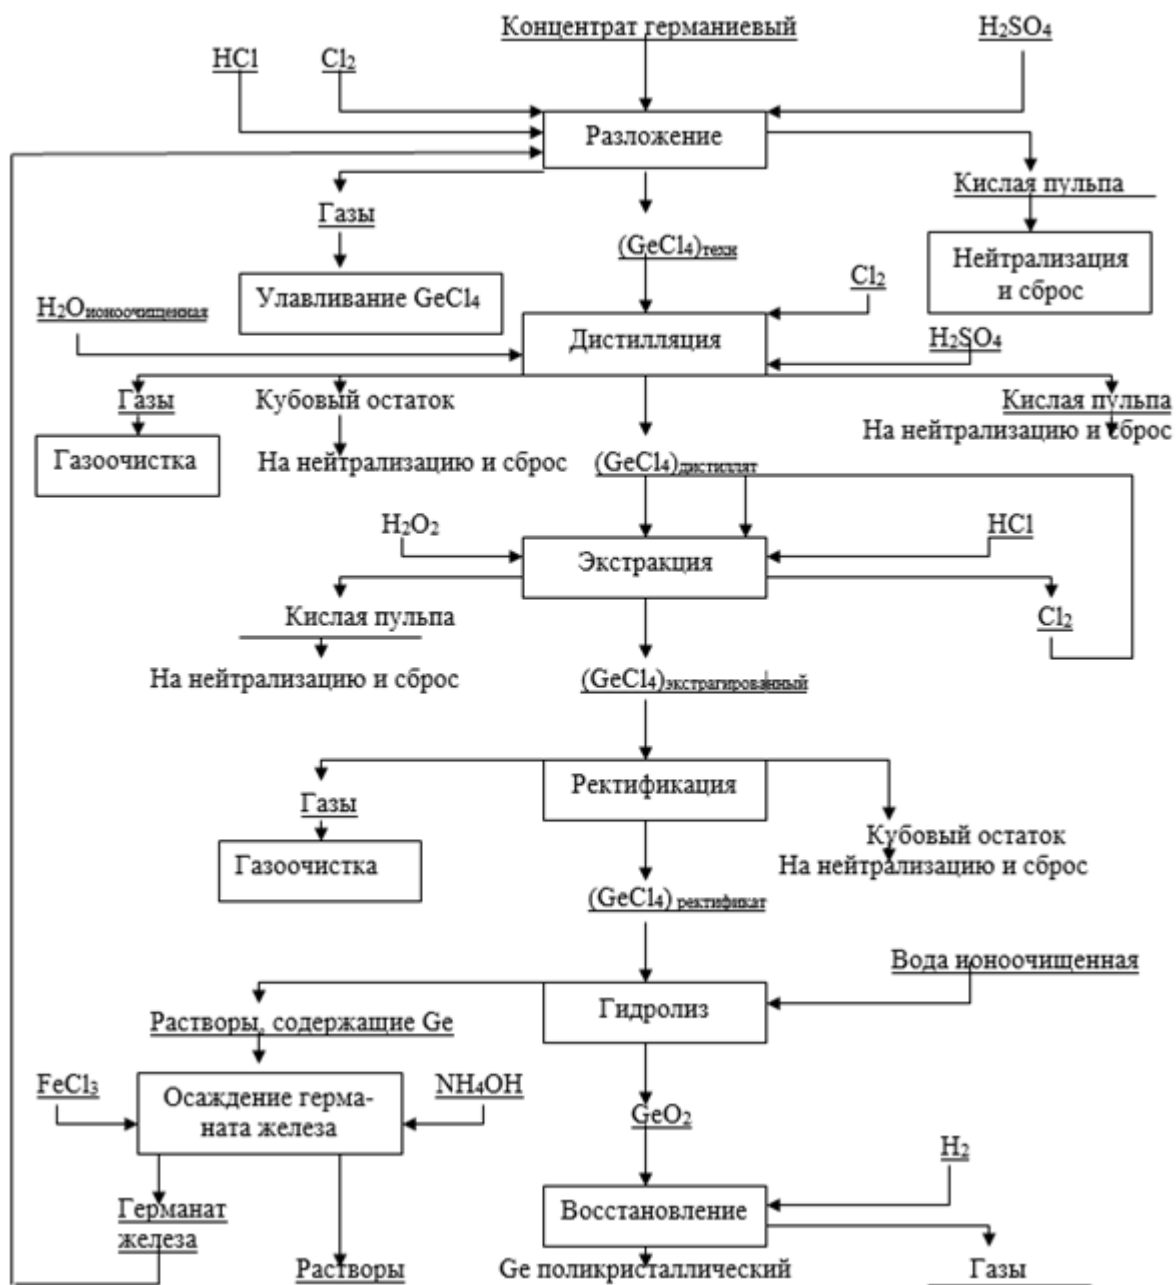 Концентрат германиевый
H₂SO₄
HCl
Cl₂
Разложение
Кислая пульпа
Газы
(GeCl₄)техн
Нейтрализация
и сброс
Cl₂
Улавливание GeCl₄
H₂Oионоочищенная
Дистилляция
H₂SO₄
Газы
Кубовый остаток
Кислая пульпа
На нейтрализацию и сброс
Газоочистка
На нейтрализацию и сброс
(GeCl₄)дистиллят
H₂O₂
HCl
Экстракция
Кислая пульпа
Cl₂
На нейтрализацию и сброс
(GeCl₄)экстрагированный
Ректификация
Газы
Кубовый остаток
На нейтрализацию и сброс
Газоочистка
(GeCl₄) ректификат
Вода ионоочищенная
Гидролиз
Растворы, содержащие Ge
FeCl₃
Осаждение герма-
ната железа
NH₄OH
GeO₂
H₂
Германат
железа
Восстановление
Растворы
Ge поликристаллический
Газы